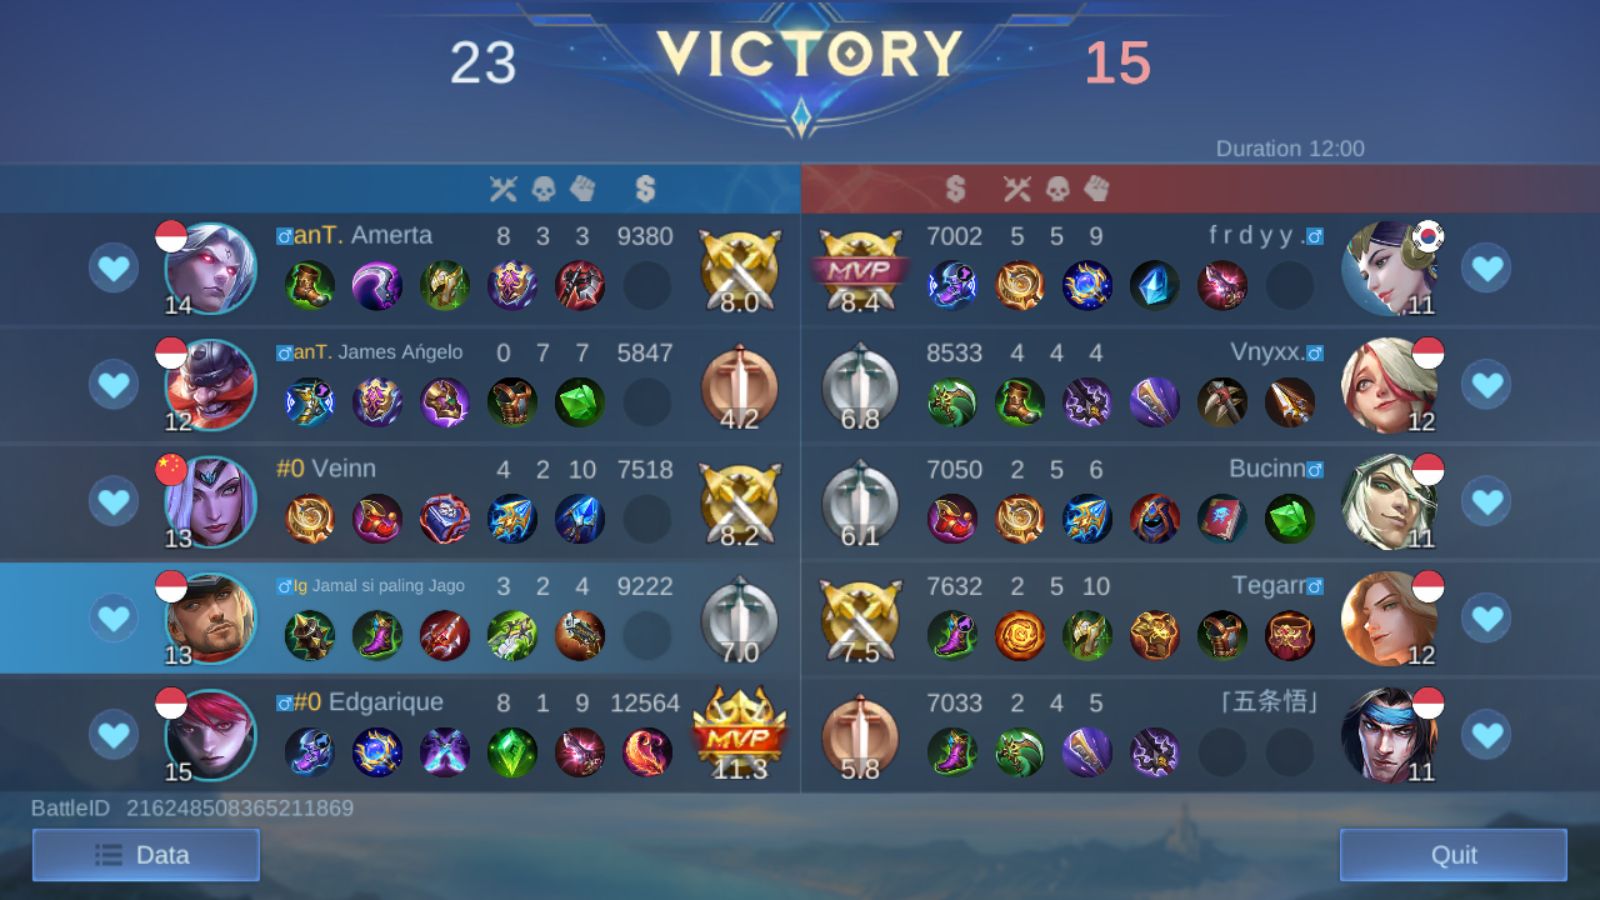 23
VICTORY
15
Duration 12:00
14 anT. Amerta 8 3 3 9380 8.0
MVP 8.4 7002 5 5 9 f r d y y . 11
12 anT. James Ańgelo 0 7 7 5847 4.2
6.8 8533 4 4 4 Vnyxx. 12
13 #0 Veinn 4 2 10 7518 8.2
6.1 7050 2 5 6 Bucinn 11
13 Ig Jamal si paling Jago 3 2 4 9222 7.0
7.5 7632 2 5 10 Tegarr 12
15 #0 Edgarique 8 1 9 12564 MVP 11.3
5.8 7033 2 4 5 「五条悟」 11
BattleID 216248508365211869
Data
Quit